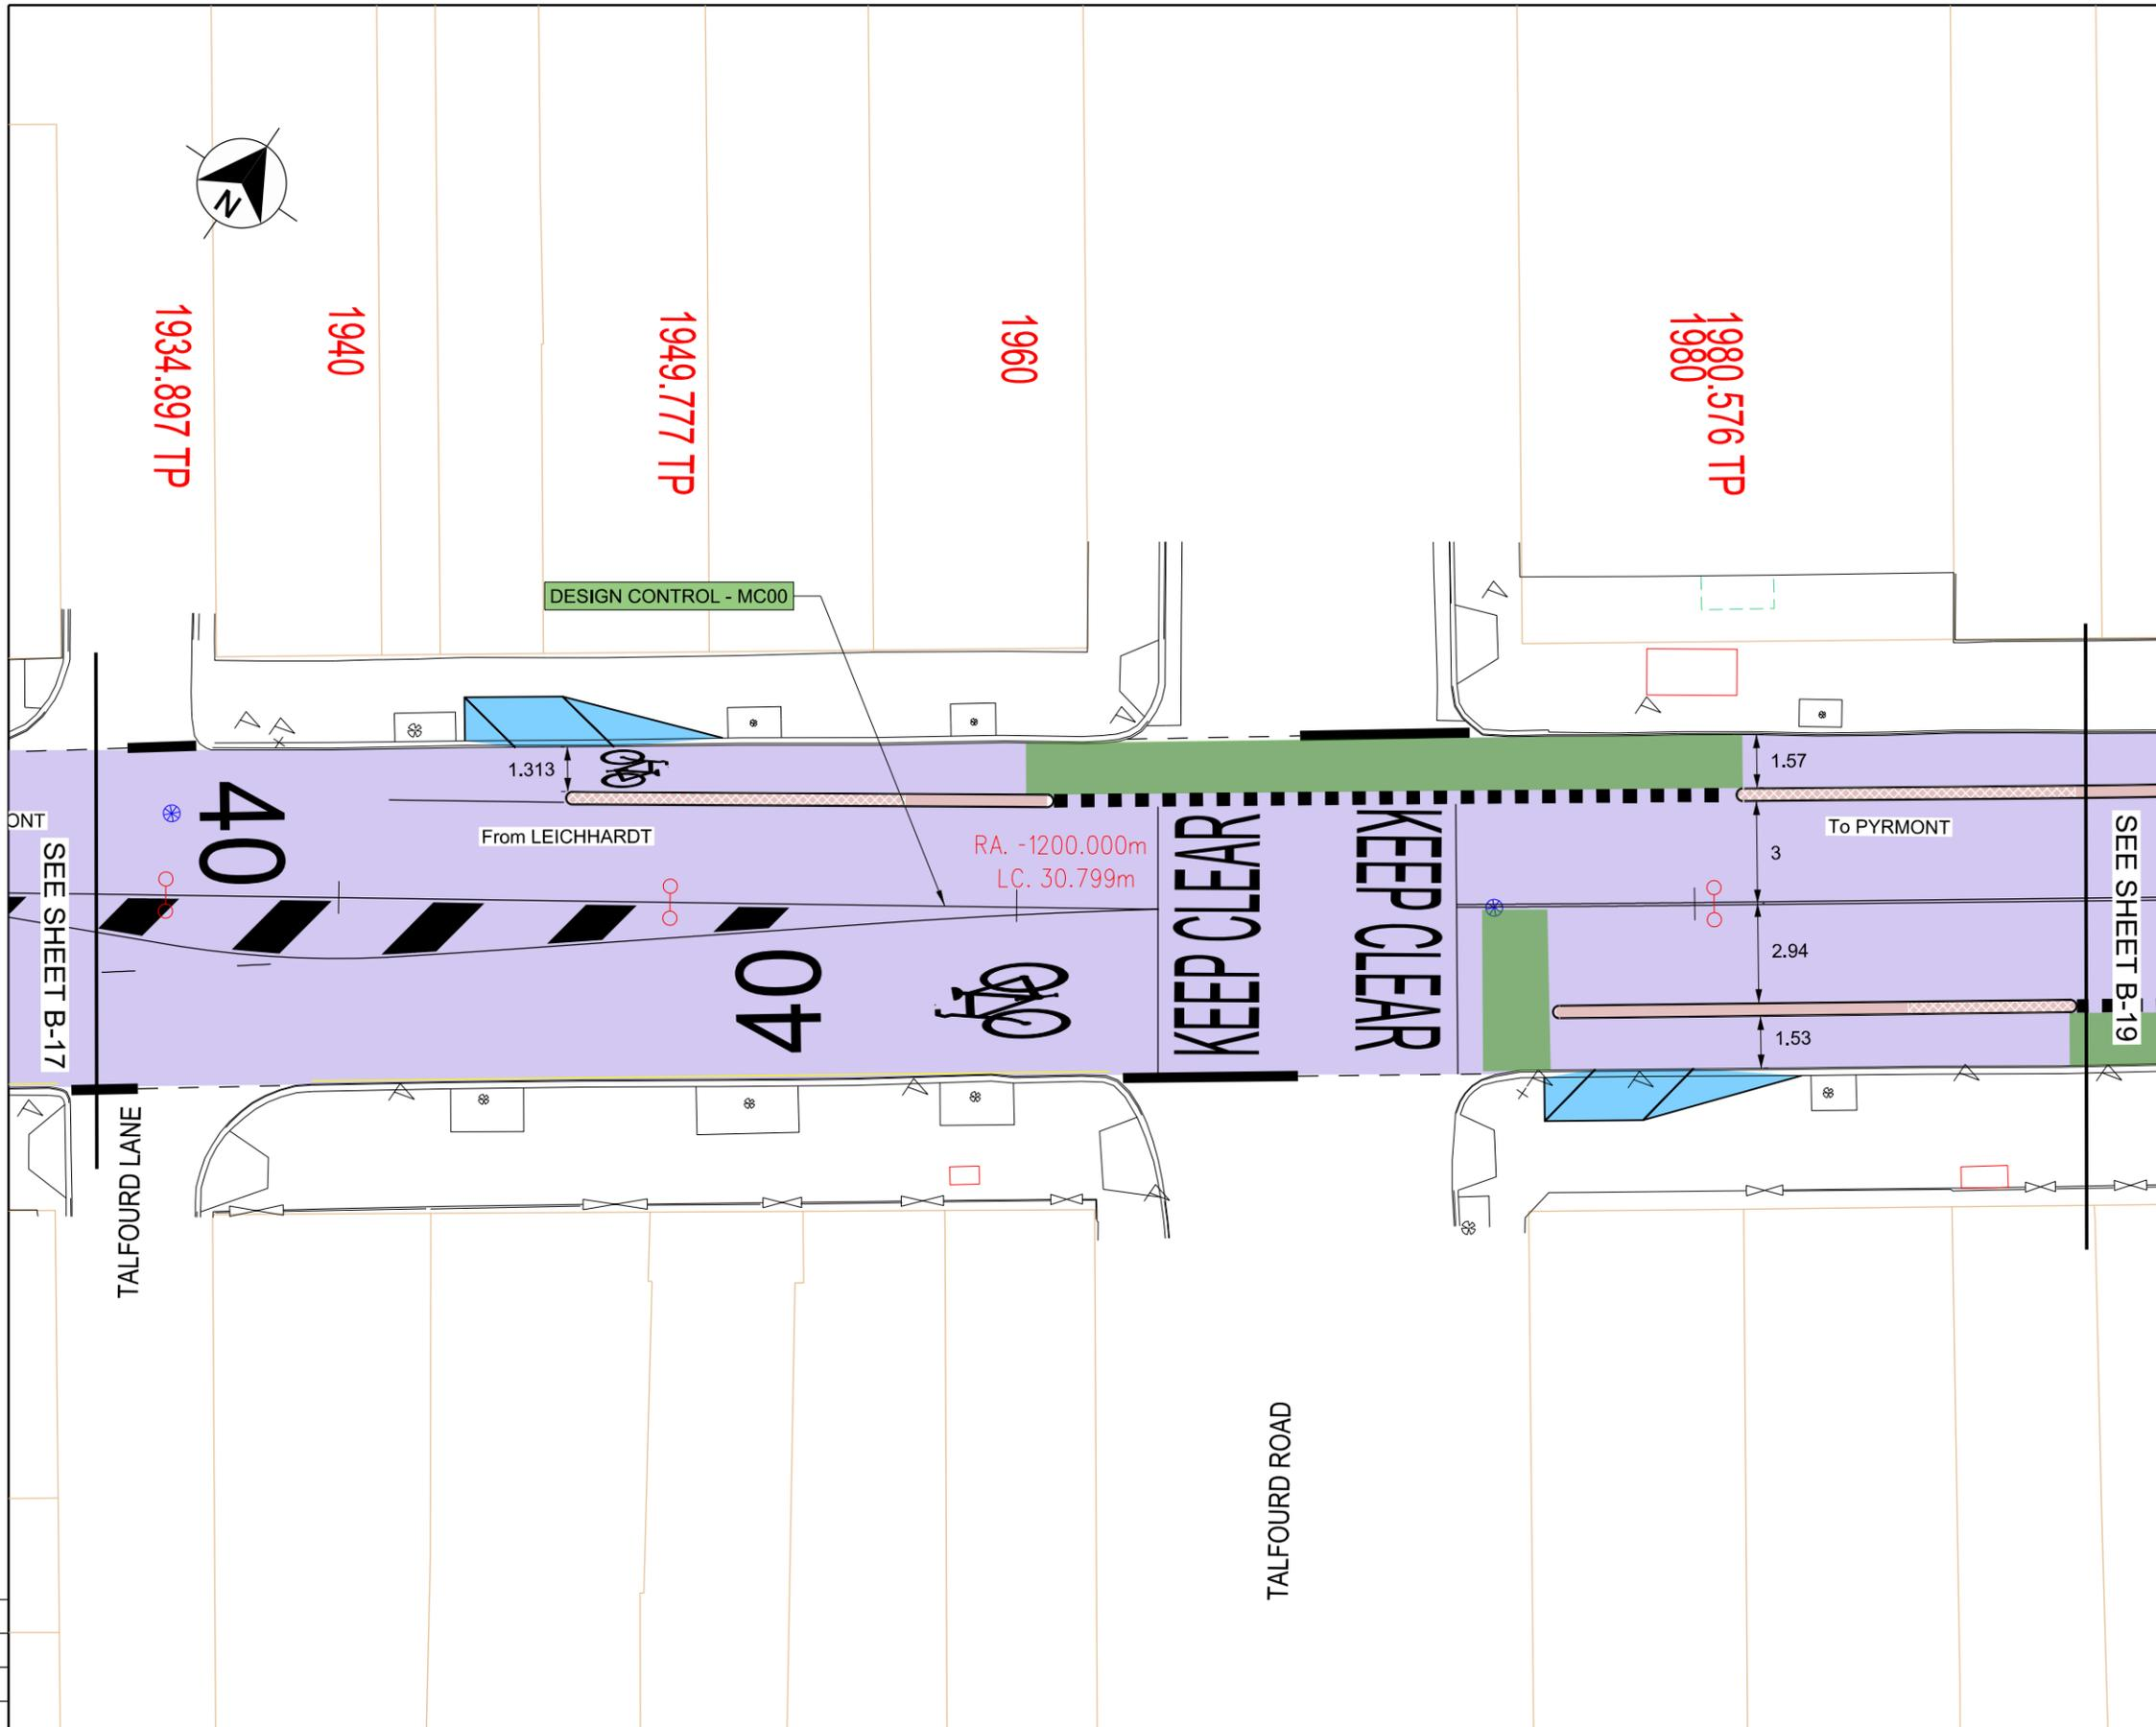 N
1934.897 TP
1940
1949.777 TP
1960
1980
1980.576 TP
DESIGN CONTROL - MC00
1.313
40
ONT
From LEICHHARDT
RA. -1200.000m
LC. 30.799m
KEEP CLEAR
KEEP CLEAR
1.57
To PYRMONT
3
2.94
1.53
40
SEE SHEET B-17
SEE SHEET B-19
TALFOURD LANE
TALFOURD ROAD